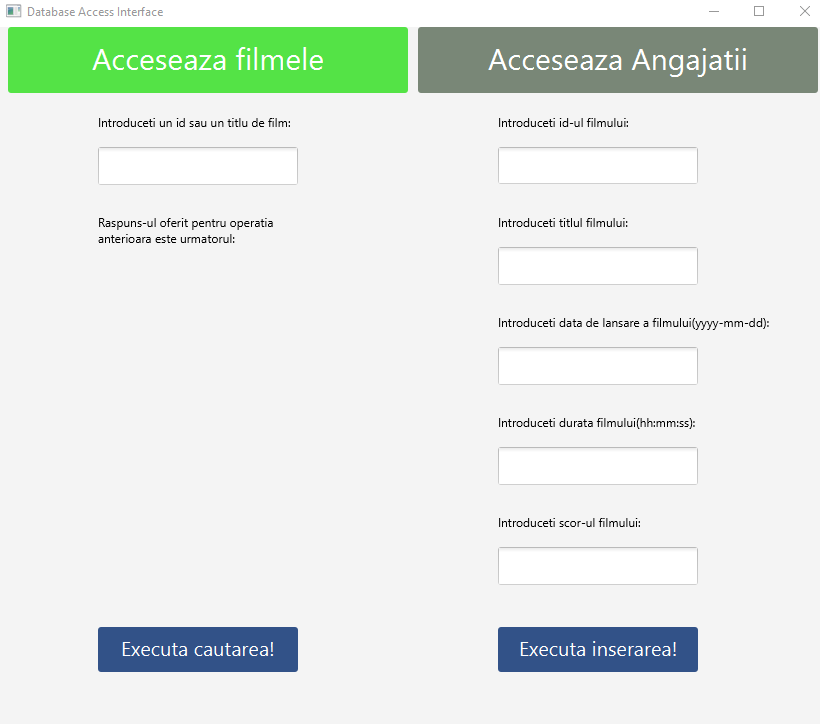 Database Access Interface
Acceseaza filmele
Acceseaza Angajatii
Introduceti un id sau un titlu de film:
Raspuns-ul oferit pentru operatia
anterioara este urmatorul:
Executa cautarea!
Introduceti id-ul filmului:
Introduceti titlul filmului:
Introduceti data de lansare a filmului(yyyy-mm-dd):
Introduceti durata filmului(hh:mm:ss):
Introduceti scor-ul filmului:
Executa inserarea!